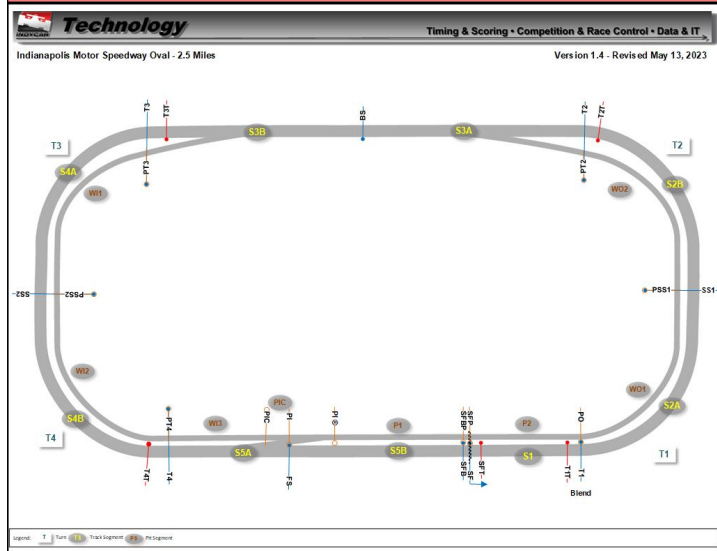 INDYCAR Technology
Timing & Scoring • Competition & Race Control • Data & IT
Indianapolis Motor Speedway Oval - 2.5 Miles
Version 1.4 - Revised May 13, 2023
T3
T3T
BS
T2
T2T
T3
S3B
S3A
T2
PT3
PT2
S4A
WI1
WO2
S2B
SS2
PSS2
PSS1
SS1
WI2
WO1
S4B
S2A
T4
PT4
WI3
PIC
PIC
PI
PI ®
P1
SFBP
SFP
P2
PO
T1
S5A
S5B
S1
T4T
T4
FS
SFB
SF
SFT
T1T
T1
Blend
Legend: T Turn Track Segment Pit Segment